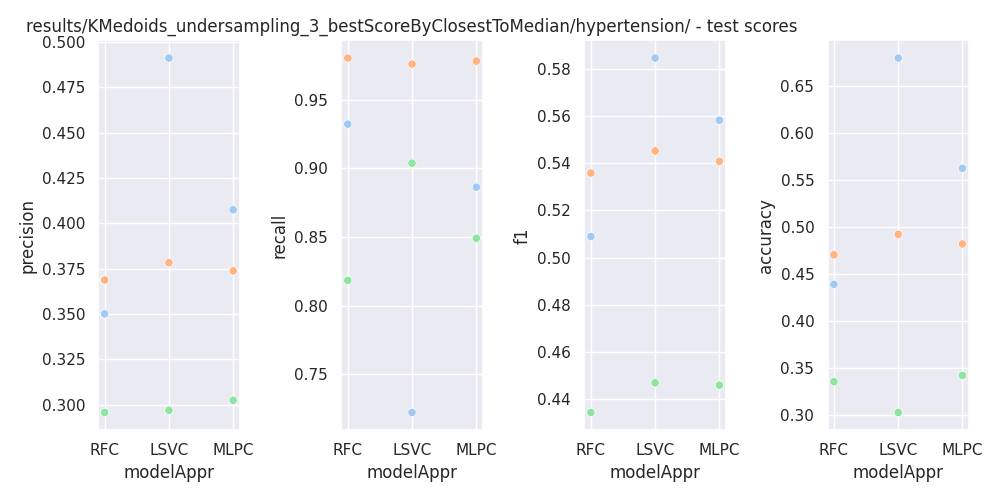 results/KMedoids_undersampling_3_bestScoreByClosestToMedian/hypertension/ - test scores
precision
0.500
0.475
0.450
0.425
0.400
0.375
0.350
0.325
0.300
RFC LSVC MLPC
modelAppr
recall
0.95
0.90
0.85
0.80
0.75
RFC LSVC MLPC
modelAppr
f1
0.58
0.56
0.54
0.52
0.50
0.48
0.46
0.44
RFC LSVC MLPC
modelAppr
accuracy
0.65
0.60
0.55
0.50
0.45
0.40
0.35
0.30
RFC LSVC MLPC
modelAppr